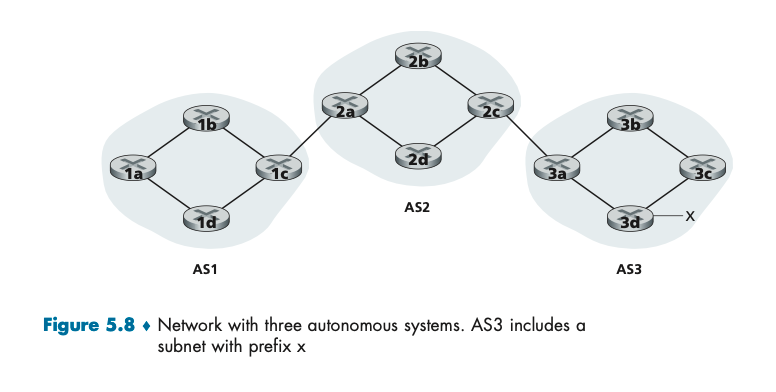 2b
2a
2c
1b
3b
2d
1a
1c
3a
3c
AS2
1d
3d
x
AS1
AS3
Figure 5.8 ♦ Network with three autonomous systems. AS3 includes a
subnet with prefix x